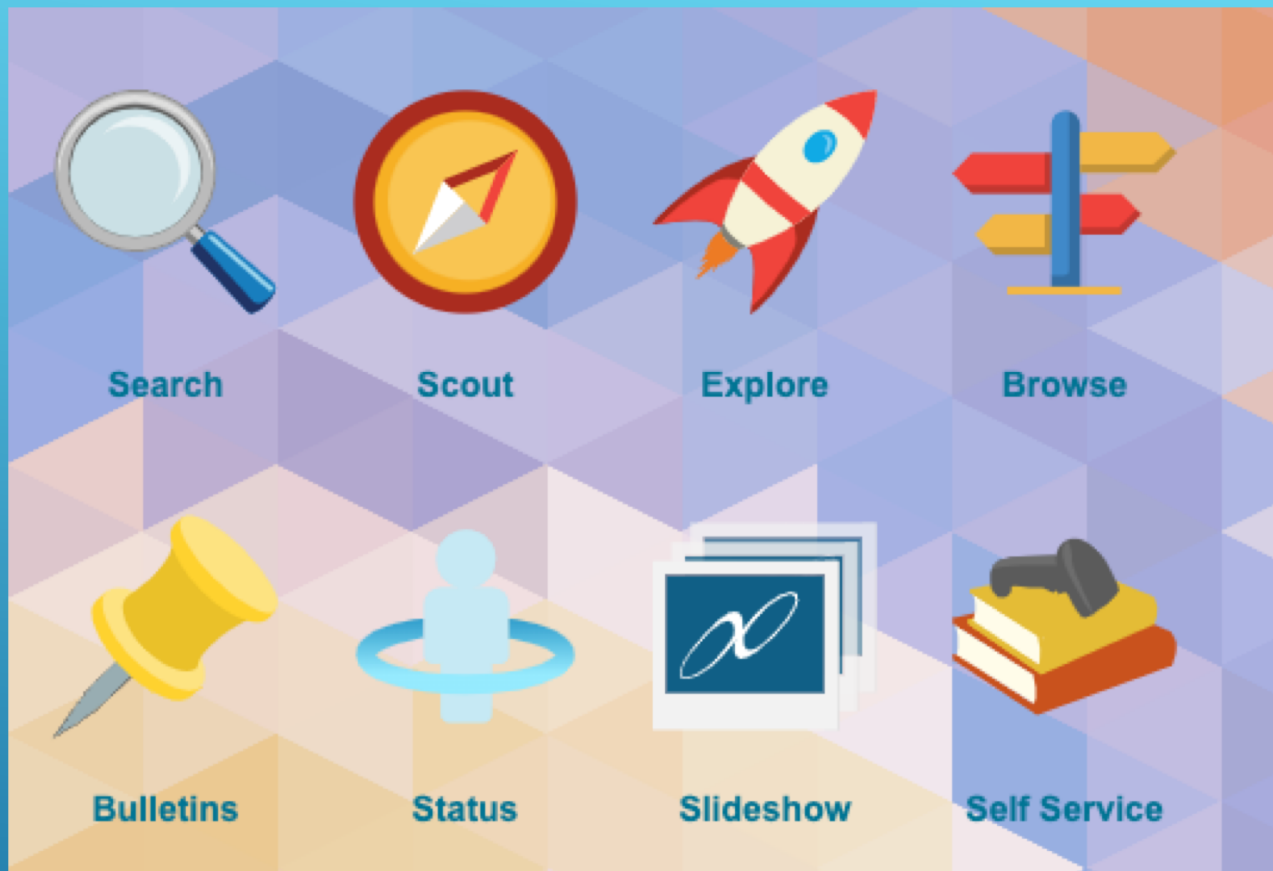 Search
Scout
Explore
Browse
Bulletins
Status
Slideshow
Self Service